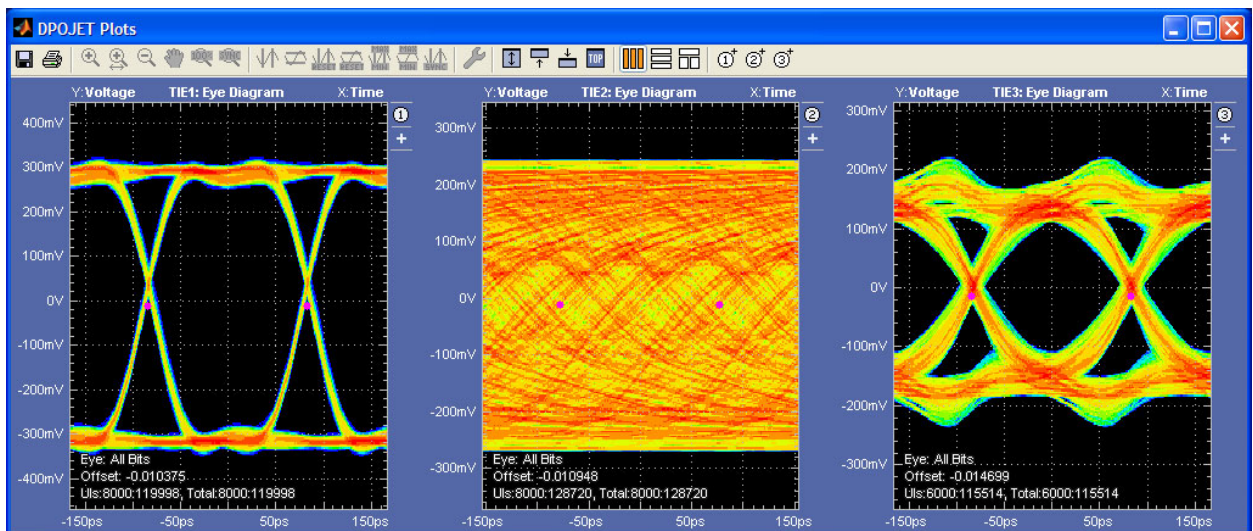 DPOJET Plots
TOP
Y:Voltage TIE1: Eye Diagram X:Time
1
+
400mV
300mV
200mV
100mV
0V
-100mV
-200mV
-300mV
-400mV
Eye: All Bits
Offset: -0.010375
UIs:8000:119998, Total:8000:119998
-150ps -50ps 50ps 150ps
Y:Voltage TIE2: Eye Diagram X:Time
2
+
300mV
200mV
100mV
0V
-100mV
-200mV
-300mV
Eye: All Bits
Offset: -0.010948
UIs:8000:128720, Total:8000:128720
-150ps -50ps 50ps 150ps
Y:Voltage TIE3: Eye Diagram X:Time
3
+
300mV
200mV
100mV
0V
-100mV
-200mV
-300mV
Eye: All Bits
Offset: -0.014699
UIs:6000:115514, Total:6000:115514
-150ps -50ps 50ps 150ps